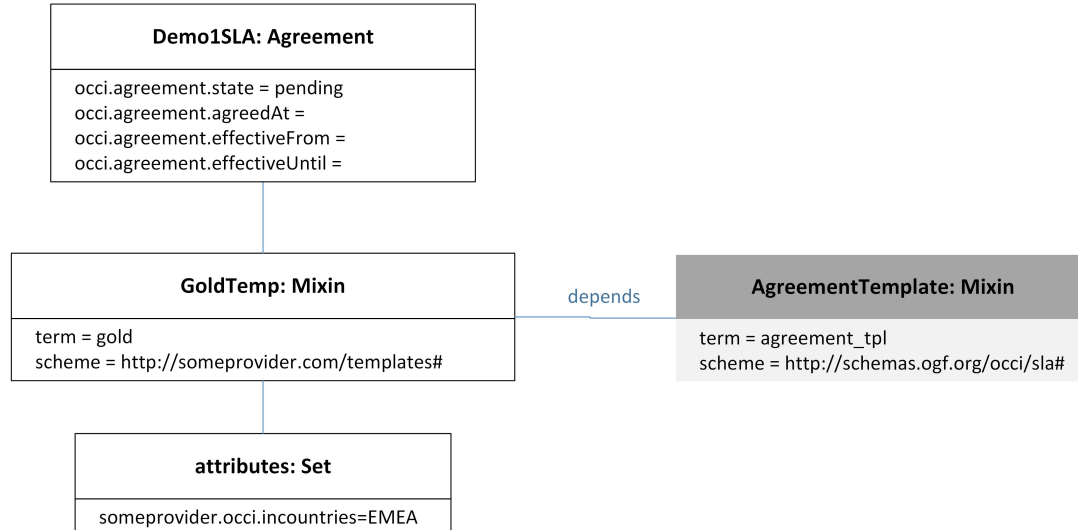 Demo1SLA: Agreement
occi.agreement.state = pending
occi.agreement.agreedAt =
occi.agreement.effectiveFrom =
occi.agreement.effectiveUntil =
GoldTemp: Mixin
term = gold
scheme = http://someprovider.com/templates#
depends
AgreementTemplate: Mixin
term = agreement_tpl
scheme = http://schemas.ogf.org/occi/sla#
attributes: Set
someprovider.occi.incountries=EMEA